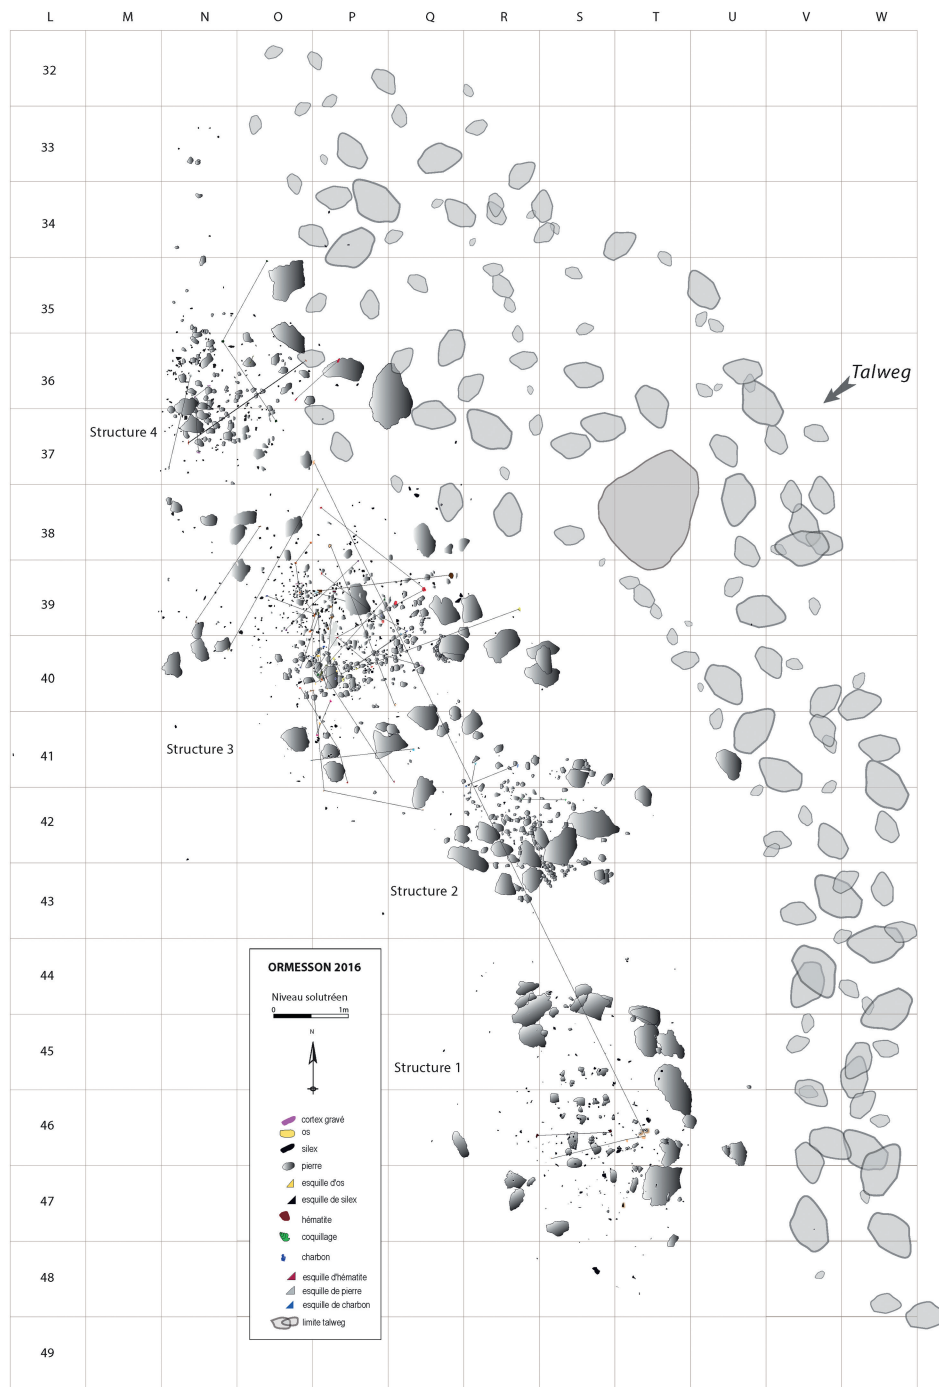 L M N O P Q R S T U V W
32
33
34
35
36
Talweg
Structure 4
37
38
39
40
Structure 3
41
42
Structure 2
43
44
45
Structure 1
46
47
48
49
ORMESSON 2016
Niveau solutréen
0 1m
N
cortex gravé
os
silex
pierre
esquille d'os
esquille de silex
hématite
coquillage
charbon
esquille d'hématite
esquille de pierre
esquille de charbon
limite talweg